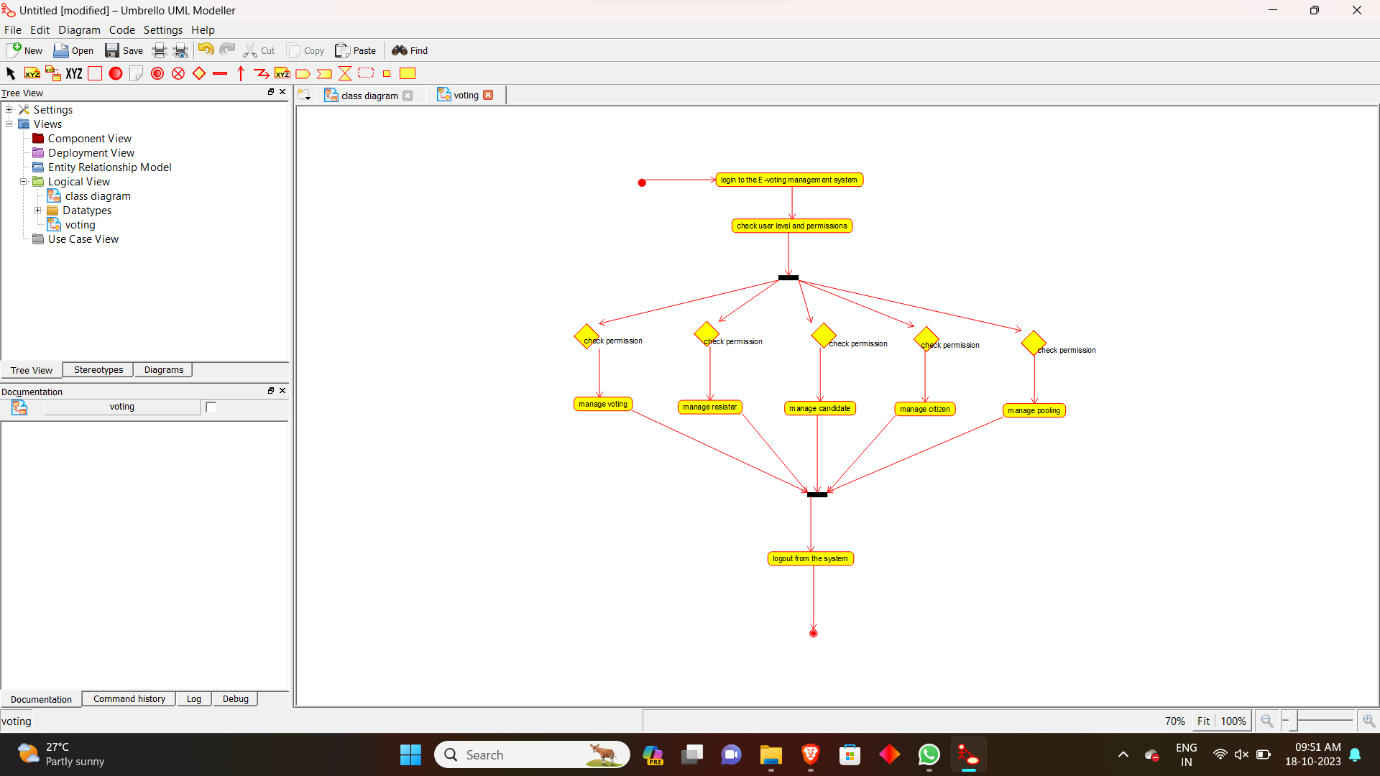 Untitled [modified] – Umbrello UML Modeller
File Edit Diagram Code Settings Help
New Open Save Cut Copy Paste Find
XYZ XYZ XYZ
Tree View
class diagram voting
Settings
Views
Component View
Deployment View
Entity Relationship Model
Logical View
class diagram
Datatypes
voting
Use Case View
Tree View Stereotypes Diagrams
Documentation
voting
Documentation Command history Log Debug
login to the E -voting management system
check user level and permissions
check permission
check permission
check permission
check permission
check permission
manage voting
manage resister
manage candidate
manage citizen
manage pooling
logout from the system
voting
70% Fit 100%
27°C
Partly sunny
Search
PRE
ENG
IN
09:51 AM
18-10-2023